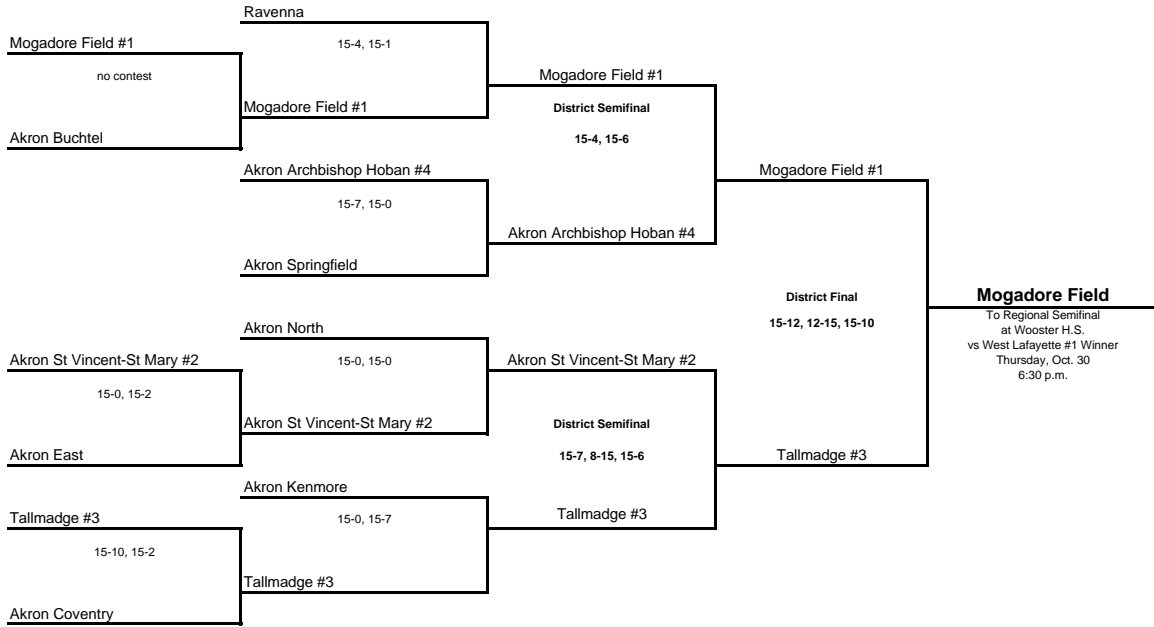 Ravenna
Mogadore Field #1
15-4, 15-1
no contest
Mogadore Field #1
Mogadore Field #1
District Semifinal
Akron Buchtel
15-4, 15-6
Akron Archbishop Hoban #4
Mogadore Field #1
15-7, 15-0
Akron Archbishop Hoban #4
Akron Springfield
District Final
Mogadore Field
15-12, 12-15, 15-10
To Regional Semifinal
at Wooster H.S.
vs West Lafayette #1 Winner
Thursday, Oct. 30
6:30 p.m.
Akron North
Akron St Vincent-St Mary #2
15-0, 15-0
Akron St Vincent-St Mary #2
15-0, 15-2
Akron St Vincent-St Mary #2
District Semifinal
Akron East
15-7, 8-15, 15-6
Tallmadge #3
Akron Kenmore
Tallmadge #3
15-0, 15-7
Tallmadge #3
15-10, 15-2
Tallmadge #3
Akron Coventry